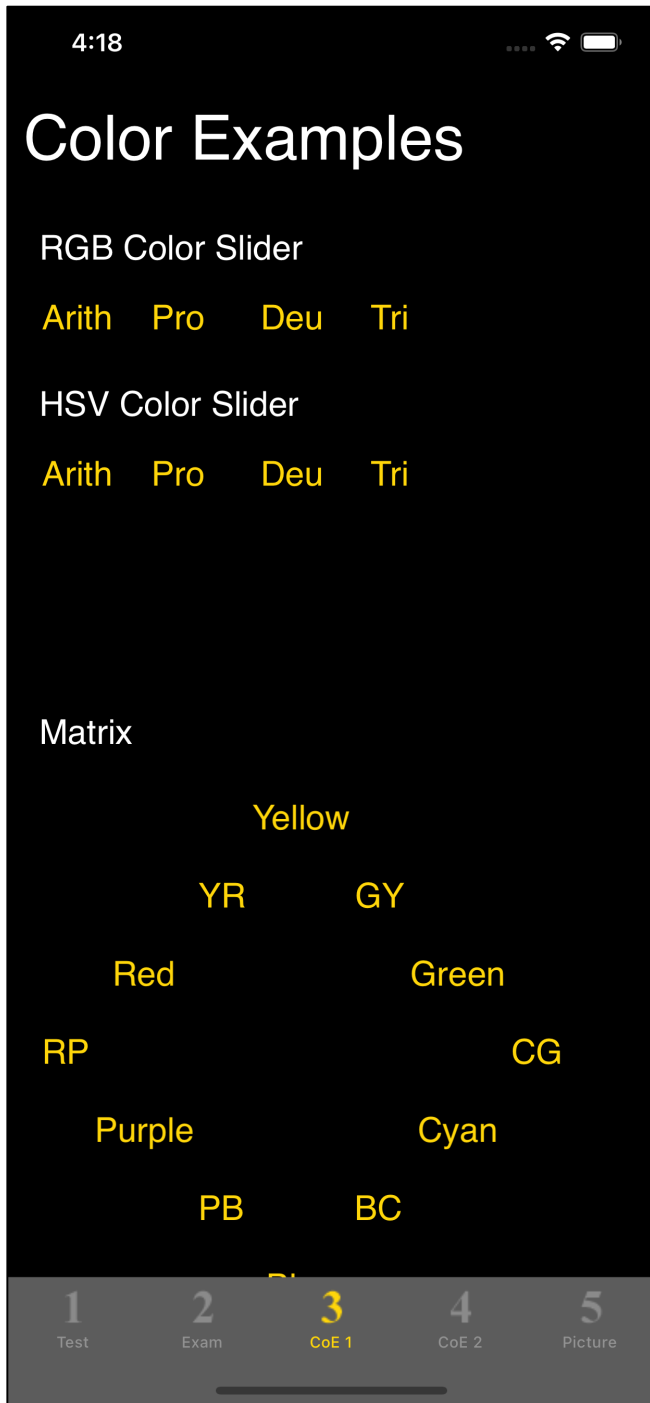 4:18
Color Examples
RGB Color Slider
Arith Pro Deu Tri
HSV Color Slider
Arith Pro Deu Tri
Matrix
Yellow
YR GY
Red Green
RP CG
Purple Cyan
PB BC
1 2 3 4 5
Test Exam CoE 1 CoE 2 Picture